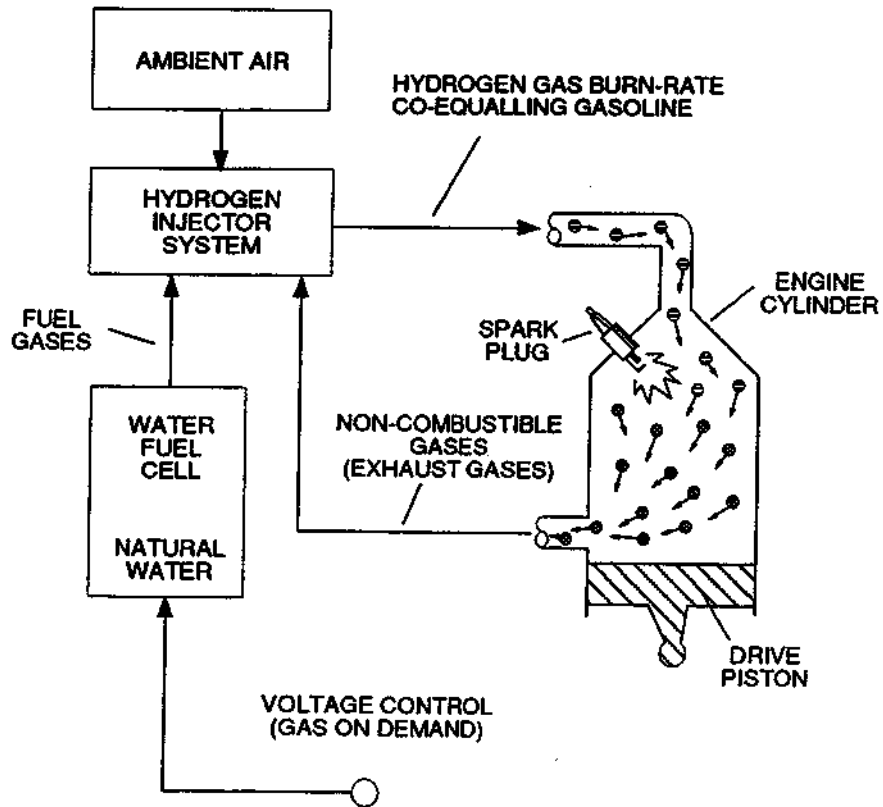 AMBIENT AIR
HYDROGEN GAS BURN-RATE
CO-EQUALLING GASOLINE
HYDROGEN
INJECTOR
SYSTEM
ENGINE
CYLINDER
FUEL
GASES
SPARK
PLUG
WATER
FUEL
CELL
NATURAL
WATER
NON-COMBUSTIBLE
GASES
(EXHAUST GASES)
DRIVE
PISTON
VOLTAGE CONTROL
(GAS ON DEMAND)